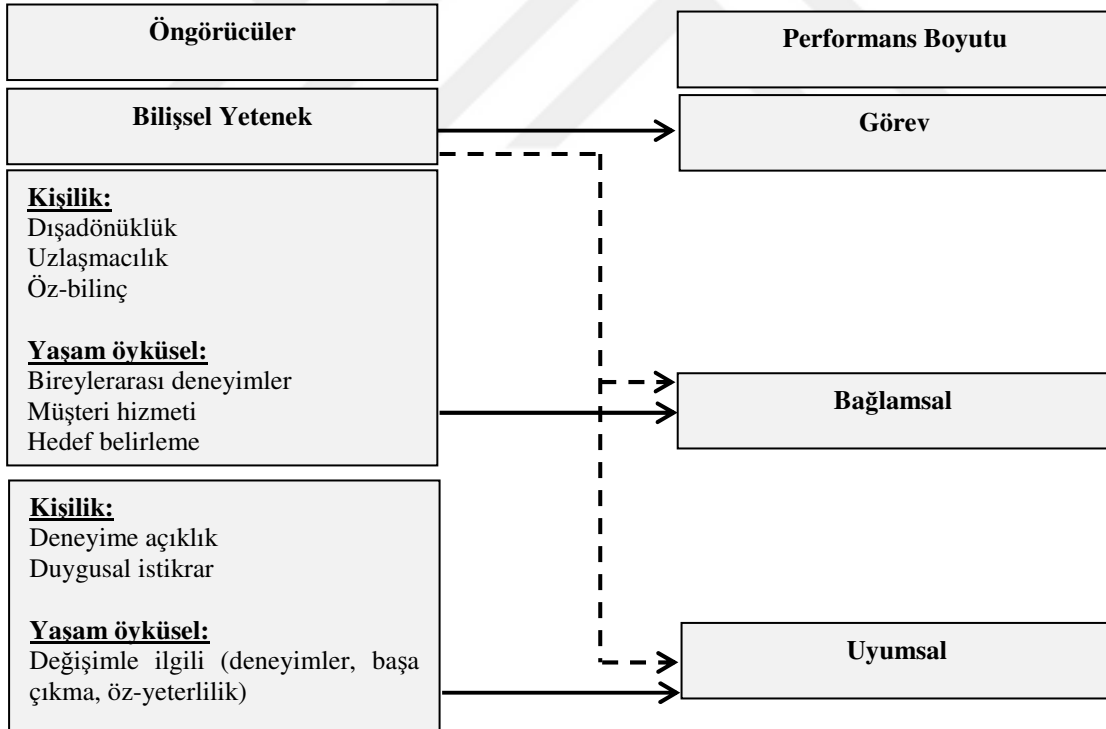 Öngörücüler
Performans Boyutu
Bilişsel Yetenek
Görev
Kişilik:
Dışadönüklük
Uzlaşmacılık
Öz-bilinç
Yaşam öyküsel:
Bireylerarası deneyimler
Müşteri hizmeti
Hedef belirleme
Bağlamsal
Kişilik:
Deneyime açıklık
Duygusal istikrar
Yaşam öyküsel:
Değişimle ilgili (deneyimler, başa
çıkma, öz-yeterlilik)
Uyumsal